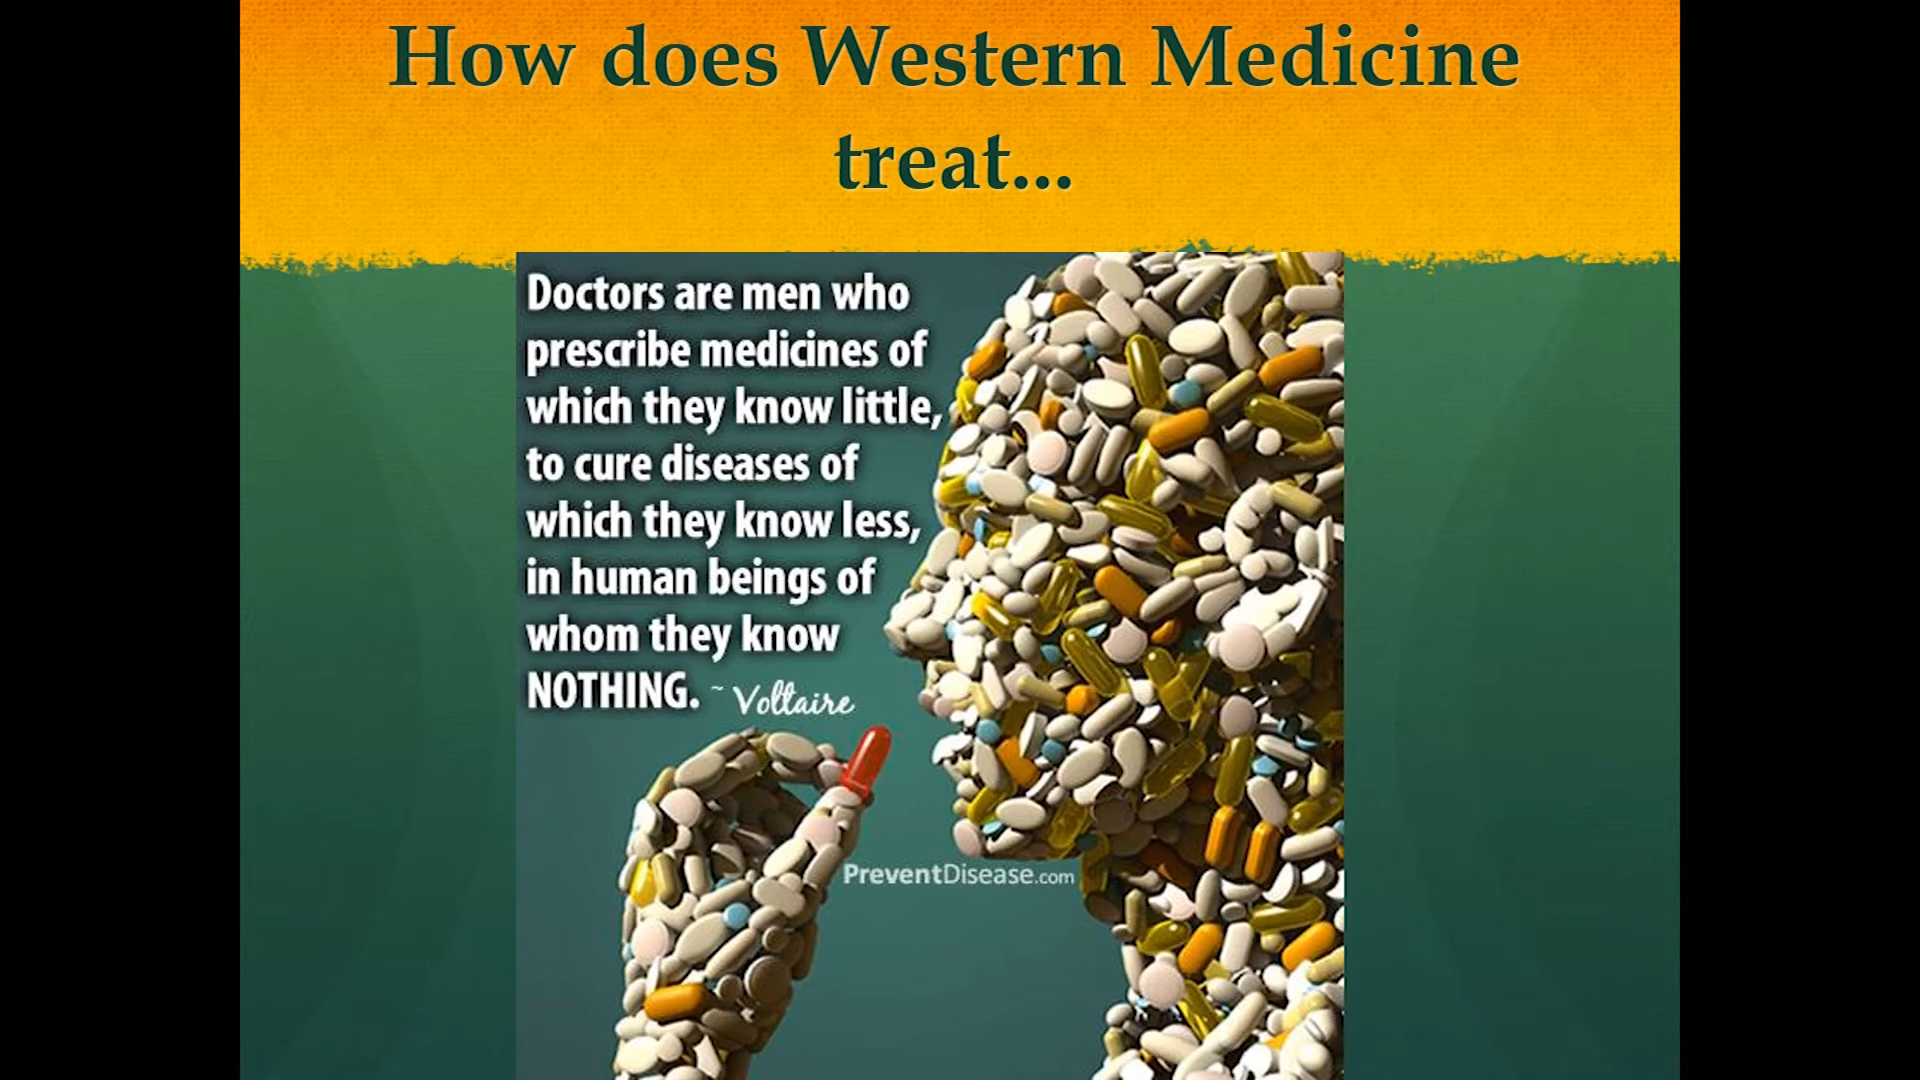 How does Western Medicine
treat...
Doctors are men who
prescribe medicines of
which they know little,
to cure diseases of
which they know less,
in human beings of
whom they know
NOTHING. ~ Voltaire
PreventDisease.com